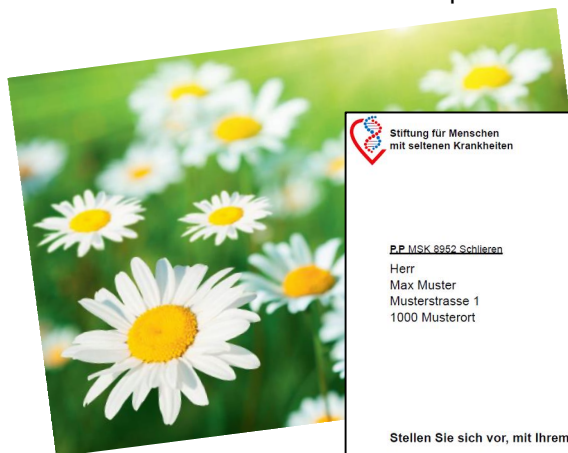 Stiftung für Menschen
mit seltenen Krankheiten
P.P MSK 8952 Schlieren
Herr
Max Muster
Musterstrasse 1
1000 Musterort
Stellen Sie sich vor, mit Ihrem